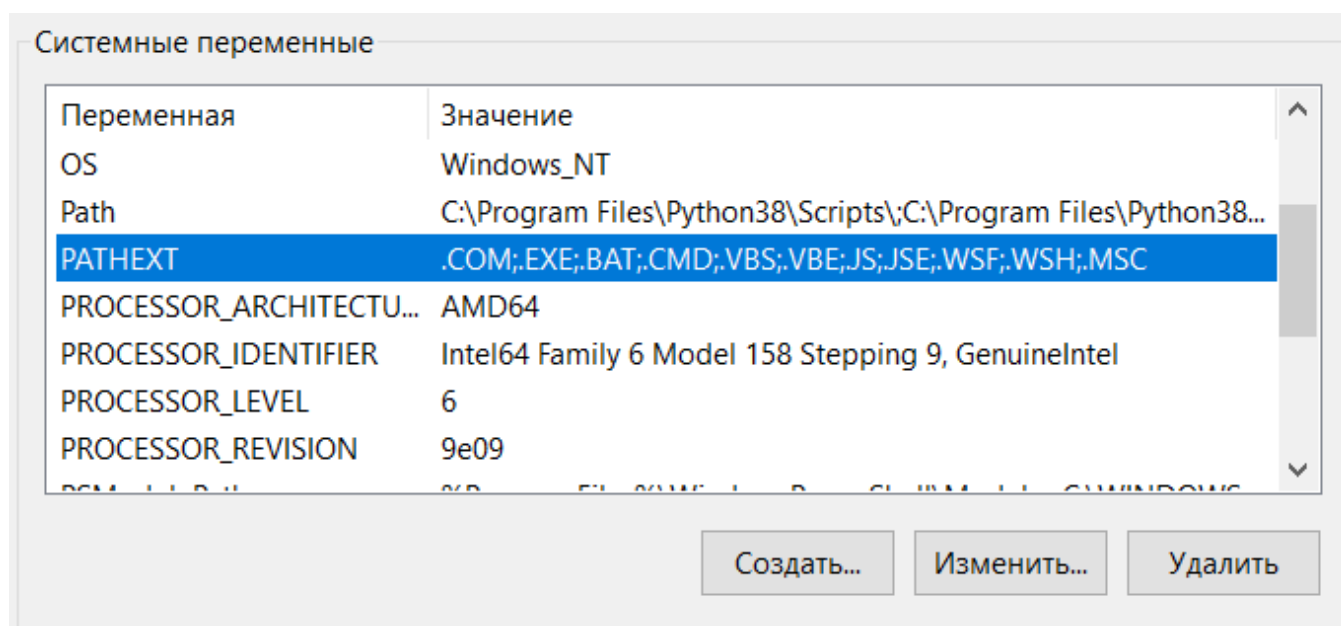 Системные переменные
Переменная Значение
OS Windows_NT
Path C:\Program Files\Python38\Scripts\;C:\Program Files\Python38...
PATHEXT .COM;.EXE;.BAT;.CMD;.VBS;.VBE;.JS;.JSE;.WSF;.WSH;.MSC
PROCESSOR_ARCHITECTU... AMD64
PROCESSOR_IDENTIFIER Intel64 Family 6 Model 158 Stepping 9, GenuineIntel
PROCESSOR_LEVEL 6
PROCESSOR_REVISION 9e09
Создать... Изменить... Удалить